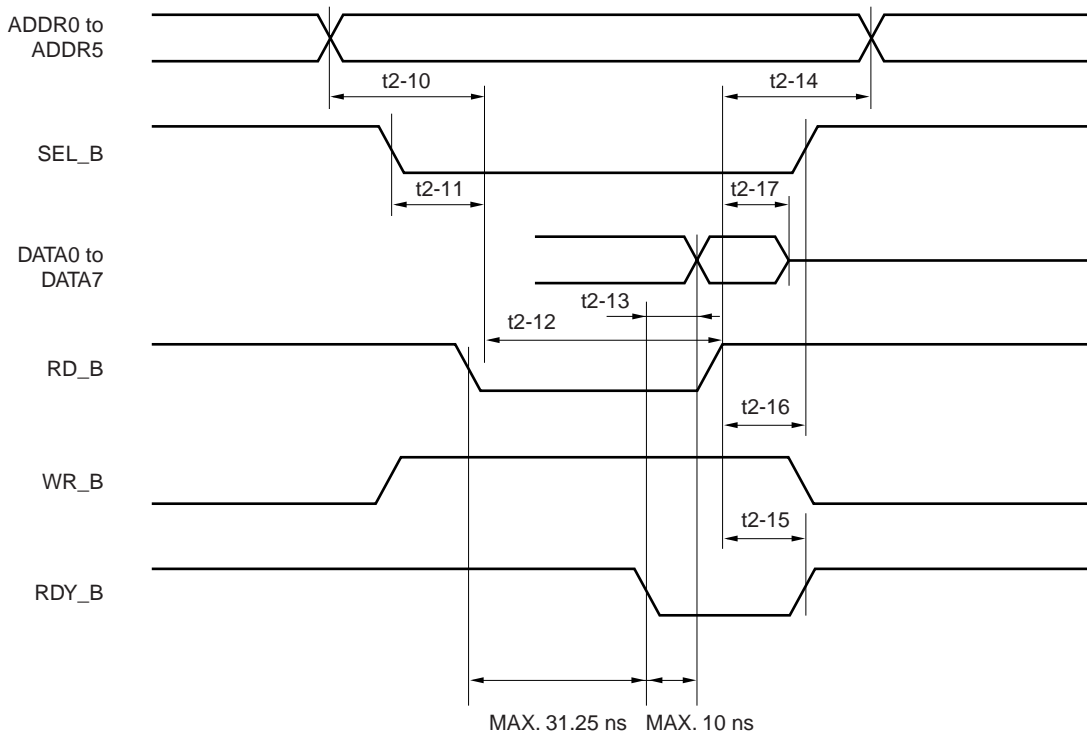 ADDR0 to
ADDR5
t2-10
t2-14
SEL_B
t2-11
t2-17
DATA0 to
DATA7
t2-13
t2-12
RD_B
t2-16
WR_B
t2-15
RDY_B
MAX. 31.25 ns
MAX. 10 ns